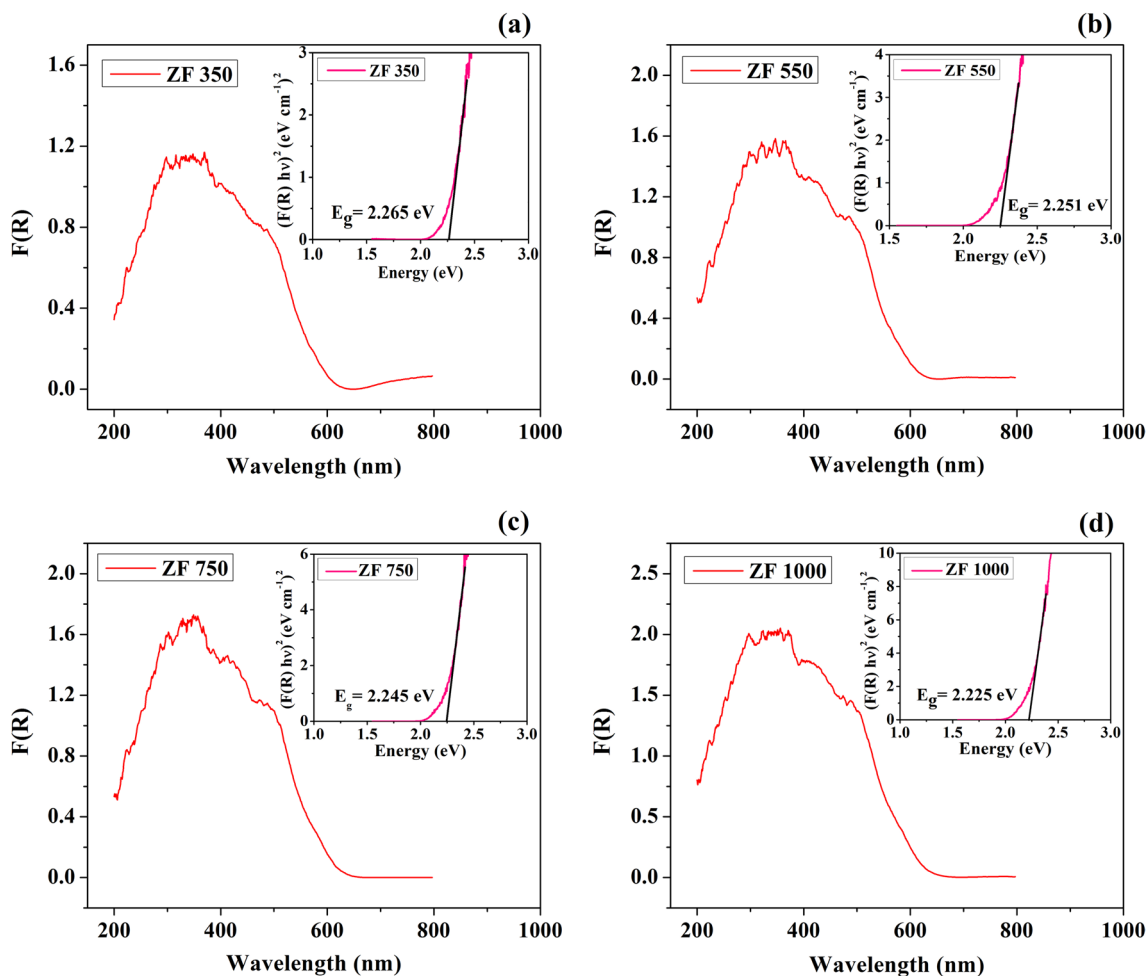 (a)
ZF 350
F(R)
1.6
1.2
0.8
0.4
0.0
200 400 600 800 1000
Wavelength (nm)
ZF 350
(F(R) hν)² (eV cm⁻¹)²
3
2
1
0
E_g= 2.265 eV
1.0 1.5 2.0 2.5 3.0
Energy (eV)
(b)
ZF 550
F(R)
2.0
1.6
1.2
0.8
0.4
0.0
200 400 600 800 1000
Wavelength (nm)
ZF 550
(F(R) hν)² (eV cm⁻¹)²
4
3
2
1
0
E_g= 2.251 eV
1.5 2.0 2.5 3.0
Energy (eV)
(c)
ZF 750
F(R)
2.0
1.6
1.2
0.8
0.4
0.0
200 400 600 800 1000
Wavelength (nm)
ZF 750
(F(R) hν)² (eV cm⁻¹)²
6
4
2
0
E_g= 2.245 eV
1.0 1.5 2.0 2.5 3.0
Energy (eV)
(d)
ZF 1000
F(R)
2.5
2.0
1.5
1.0
0.5
0.0
200 400 600 800 1000
Wavelength (nm)
ZF 1000
(F(R) hν)² (eV cm⁻¹)²
10
8
6
4
2
0
E_g= 2.225 eV
1.0 1.5 2.0 2.5 3.0
Energy (eV)